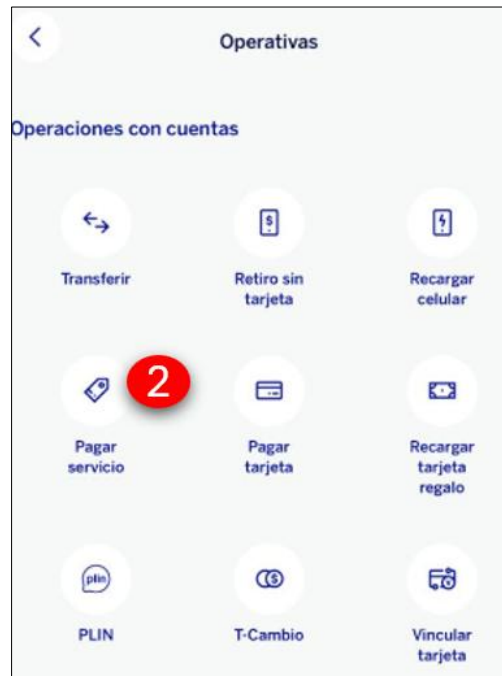 Operativas
Operaciones con cuentas
Transferir
Retiro sin
tarjeta
Recargar
celular
2
Pagar
servicio
Pagar
tarjeta
Recargar
tarjeta
regalo
plin
PLIN
T-Cambio
Vincular
tarjeta